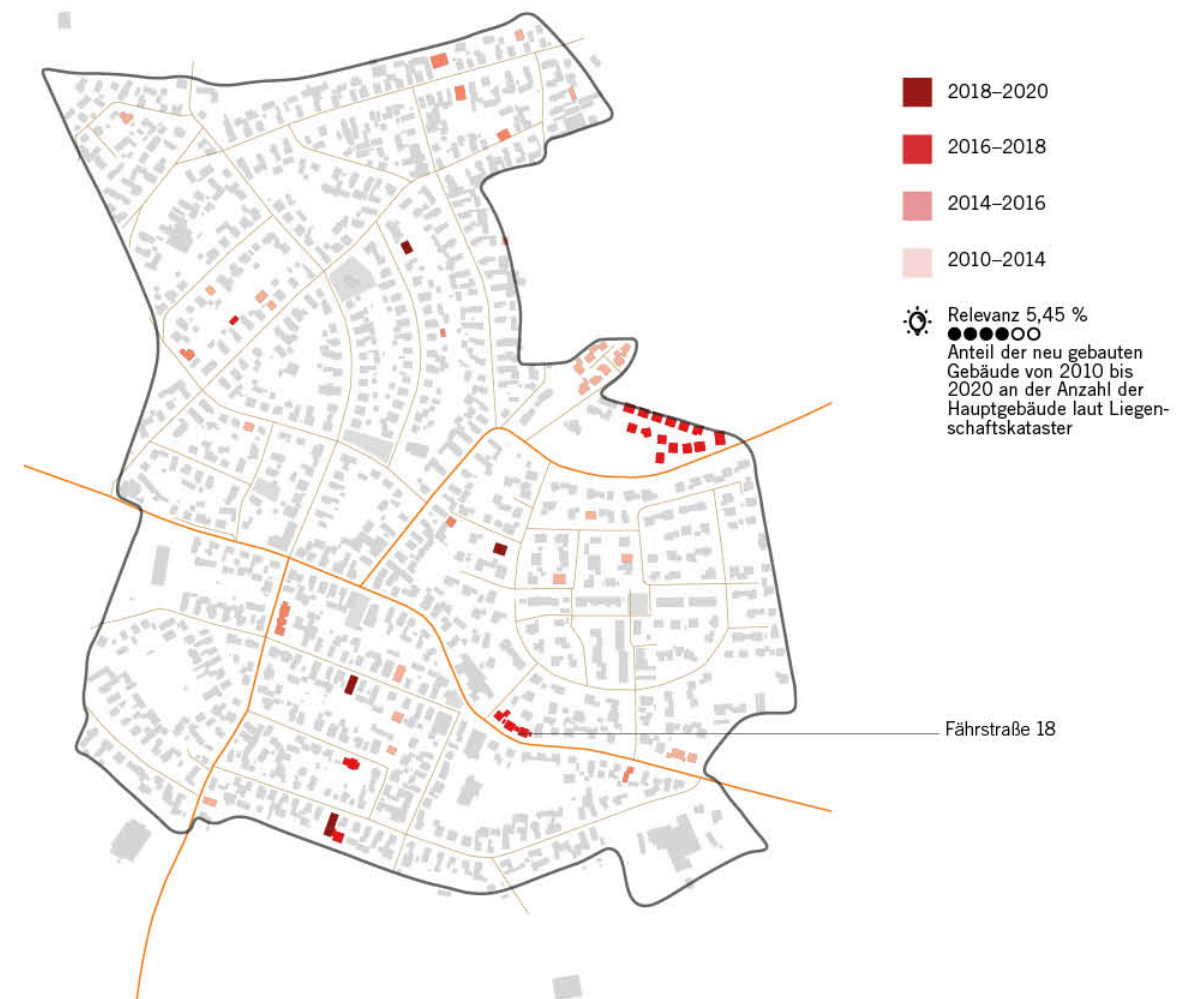 2018–2020
2016–2018
2014–2016
2010–2014
Relevanz 5,45 %
Anteil der neu gebauten
Gebäude von 2010 bis
2020 an der Anzahl der
Hauptgebäude laut Liegen-
schaftskataster
Fährstraße 18